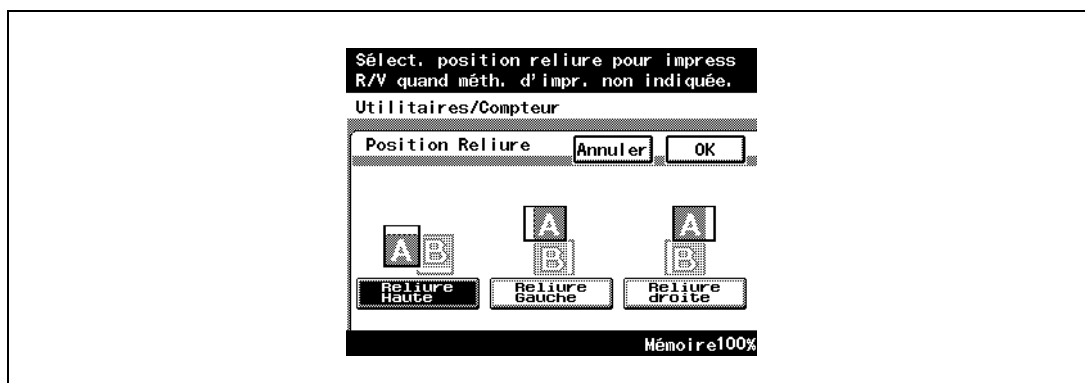 Sélect. position reliure pour impress
R/V quand méth. d'impr. non indiquée.
Utilitaires/Compteur
Position Reliure
Annuler
OK
A B
A
B
A
B
Reliure
Haute
Reliure
Gauche
Reliure
droite
Mémoire100%